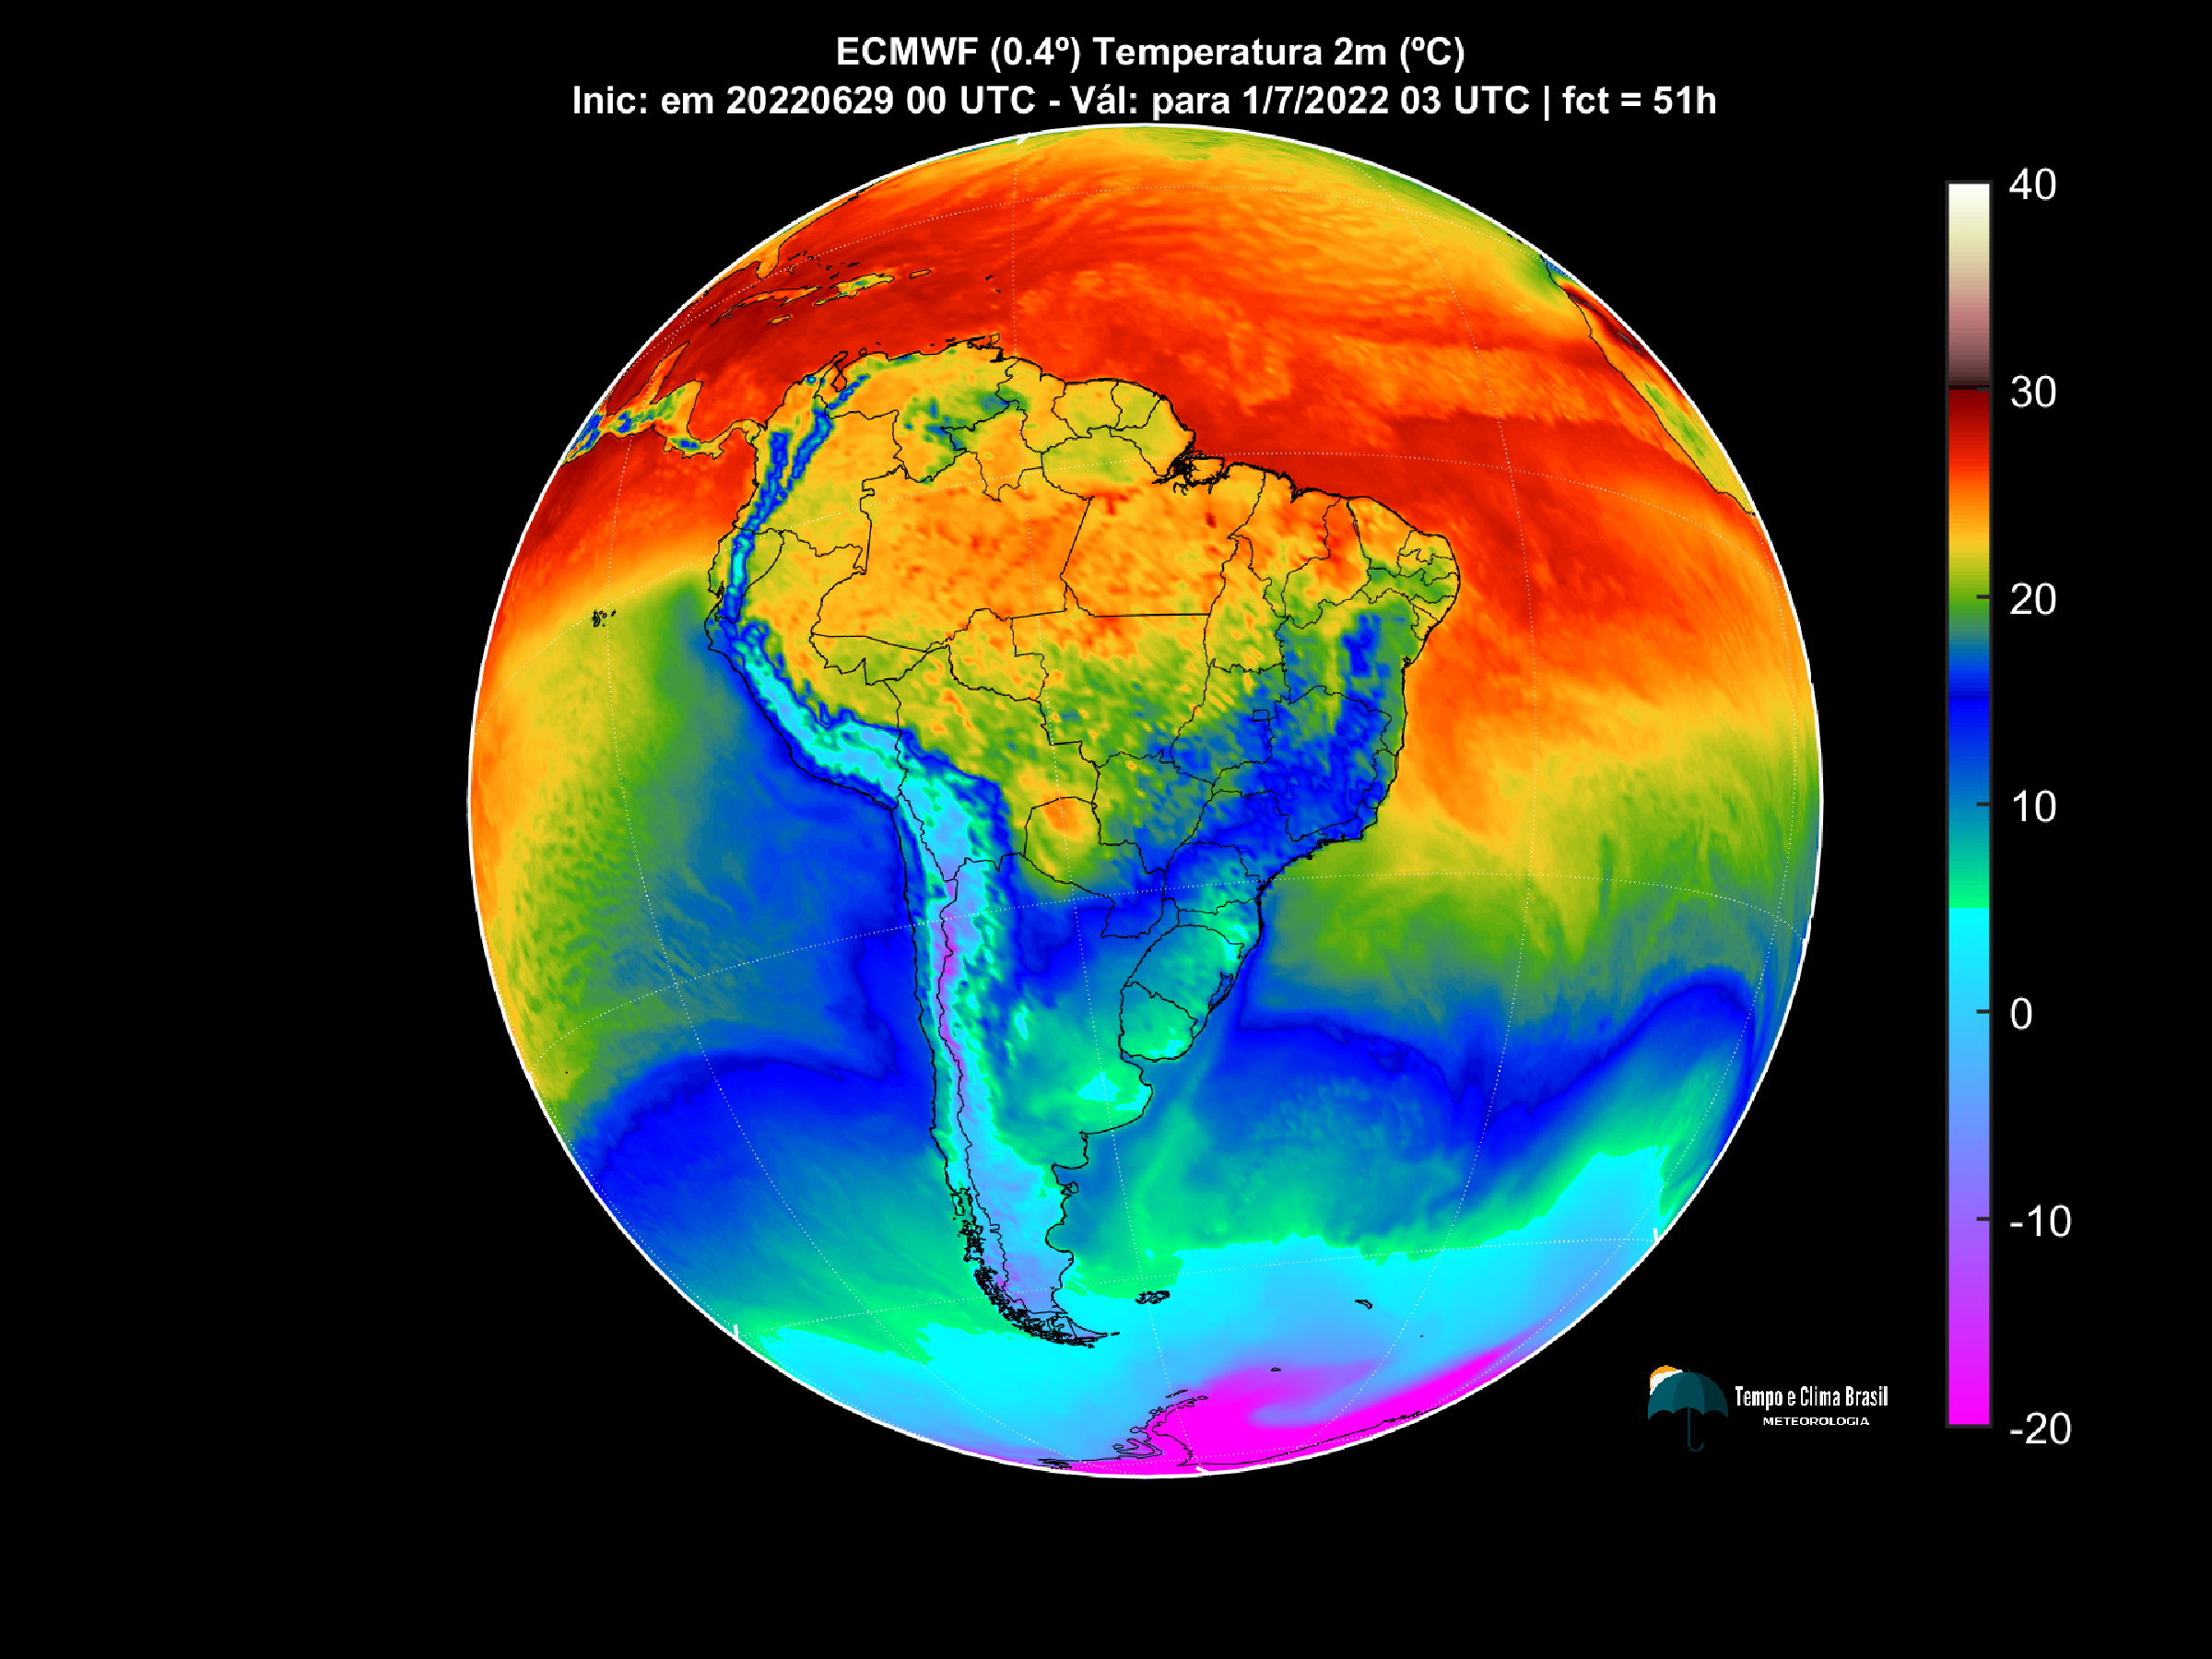 ECMWF (0.4º) Temperatura 2m (ºC)
Inic: em 20220629 00 UTC - Vál: para 1/7/2022 03 UTC | fct = 51h
40
30
20
10
0
-10
-20
Tempo e Clima Brasil
METEOROLOGIA